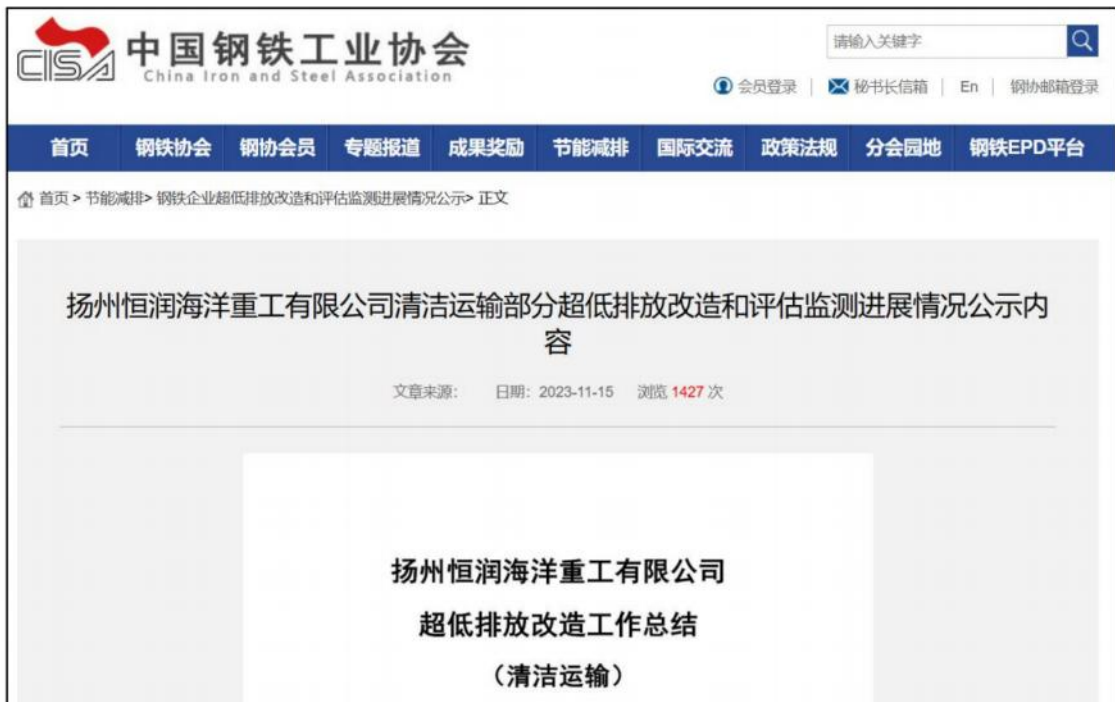 CISA 中国钢铁工业协会
China Iron and Steel Association
请输入关键字
会员登录 | 秘书长信箱 | En | 钢协邮箱登录
首页 钢铁协会 钢协会员 专题报道 成果奖励 节能减排 国际交流 政策法规 分会园地 钢铁EPD平台
首页 > 节能减排> 钢铁企业超低排放改造和评估监测进展情况公示> 正文
扬州恒润海洋重工有限公司清洁运输部分超低排放改造和评估监测进展情况公示内
容
文章来源: 日期: 2023-11-15 浏览 1427 次
扬州恒润海洋重工有限公司
超低排放改造工作总结
（清洁运输）